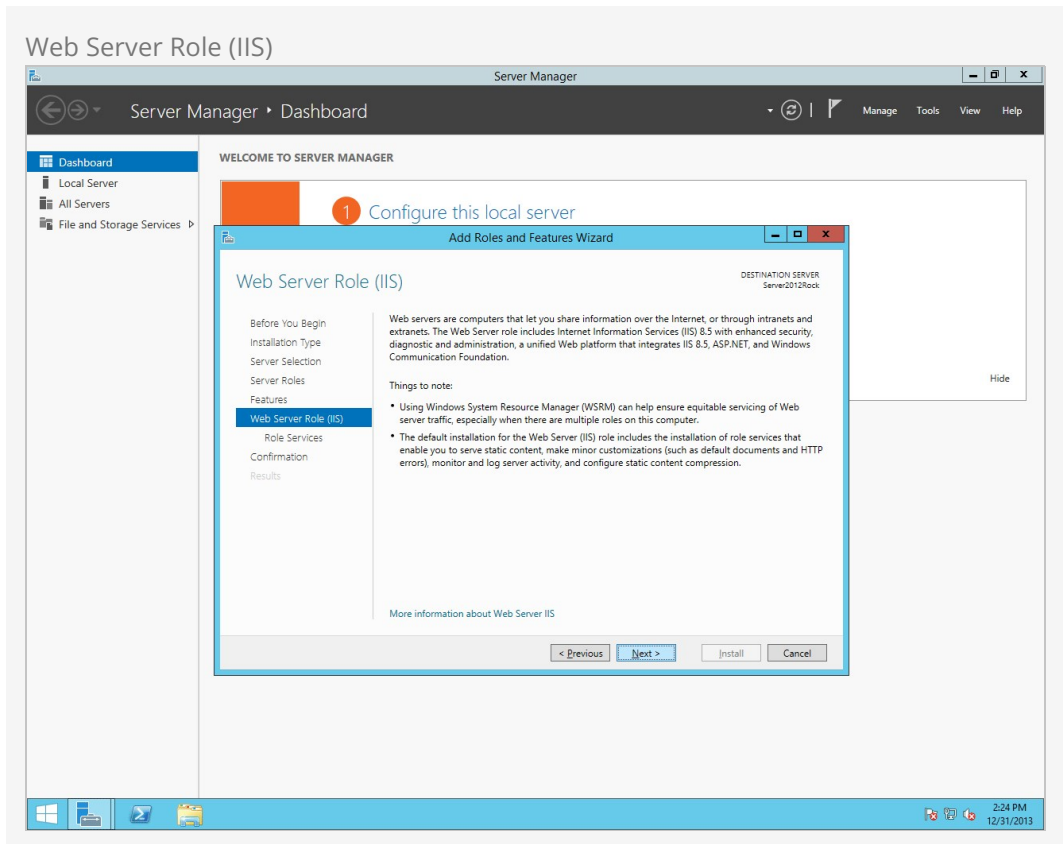 Web Server Role (IIS)
Server Manager
Server Manager • Dashboard
Manage Tools View Help
Dashboard
Local Server
All Servers
File and Storage Services
WELCOME TO SERVER MANAGER
1 Configure this local server
Hide
Add Roles and Features Wizard
Web Server Role (IIS)
DESTINATION SERVER
Server2012Rock
Before You Begin
Installation Type
Server Selection
Server Roles
Features
Web Server Role (IIS)
Role Services
Confirmation
Results
Web servers are computers that let you share information over the Internet, or through intranets and
extranets. The Web Server role includes Internet Information Services (IIS) 8.5 with enhanced security,
diagnostic and administration, a unified Web platform that integrates IIS 8.5, ASP.NET, and Windows
Communication Foundation.
Things to note:
• Using Windows System Resource Manager (WSRM) can help ensure equitable servicing of Web
server traffic, especially when there are multiple roles on this computer.
• The default installation for the Web Server (IIS) role includes the installation of role services that
enable you to serve static content, make minor customizations (such as default documents and HTTP
errors), monitor and log server activity, and configure static content compression.
More information about Web Server IIS
< Previous Next > Install Cancel
2:24 PM
12/31/2013